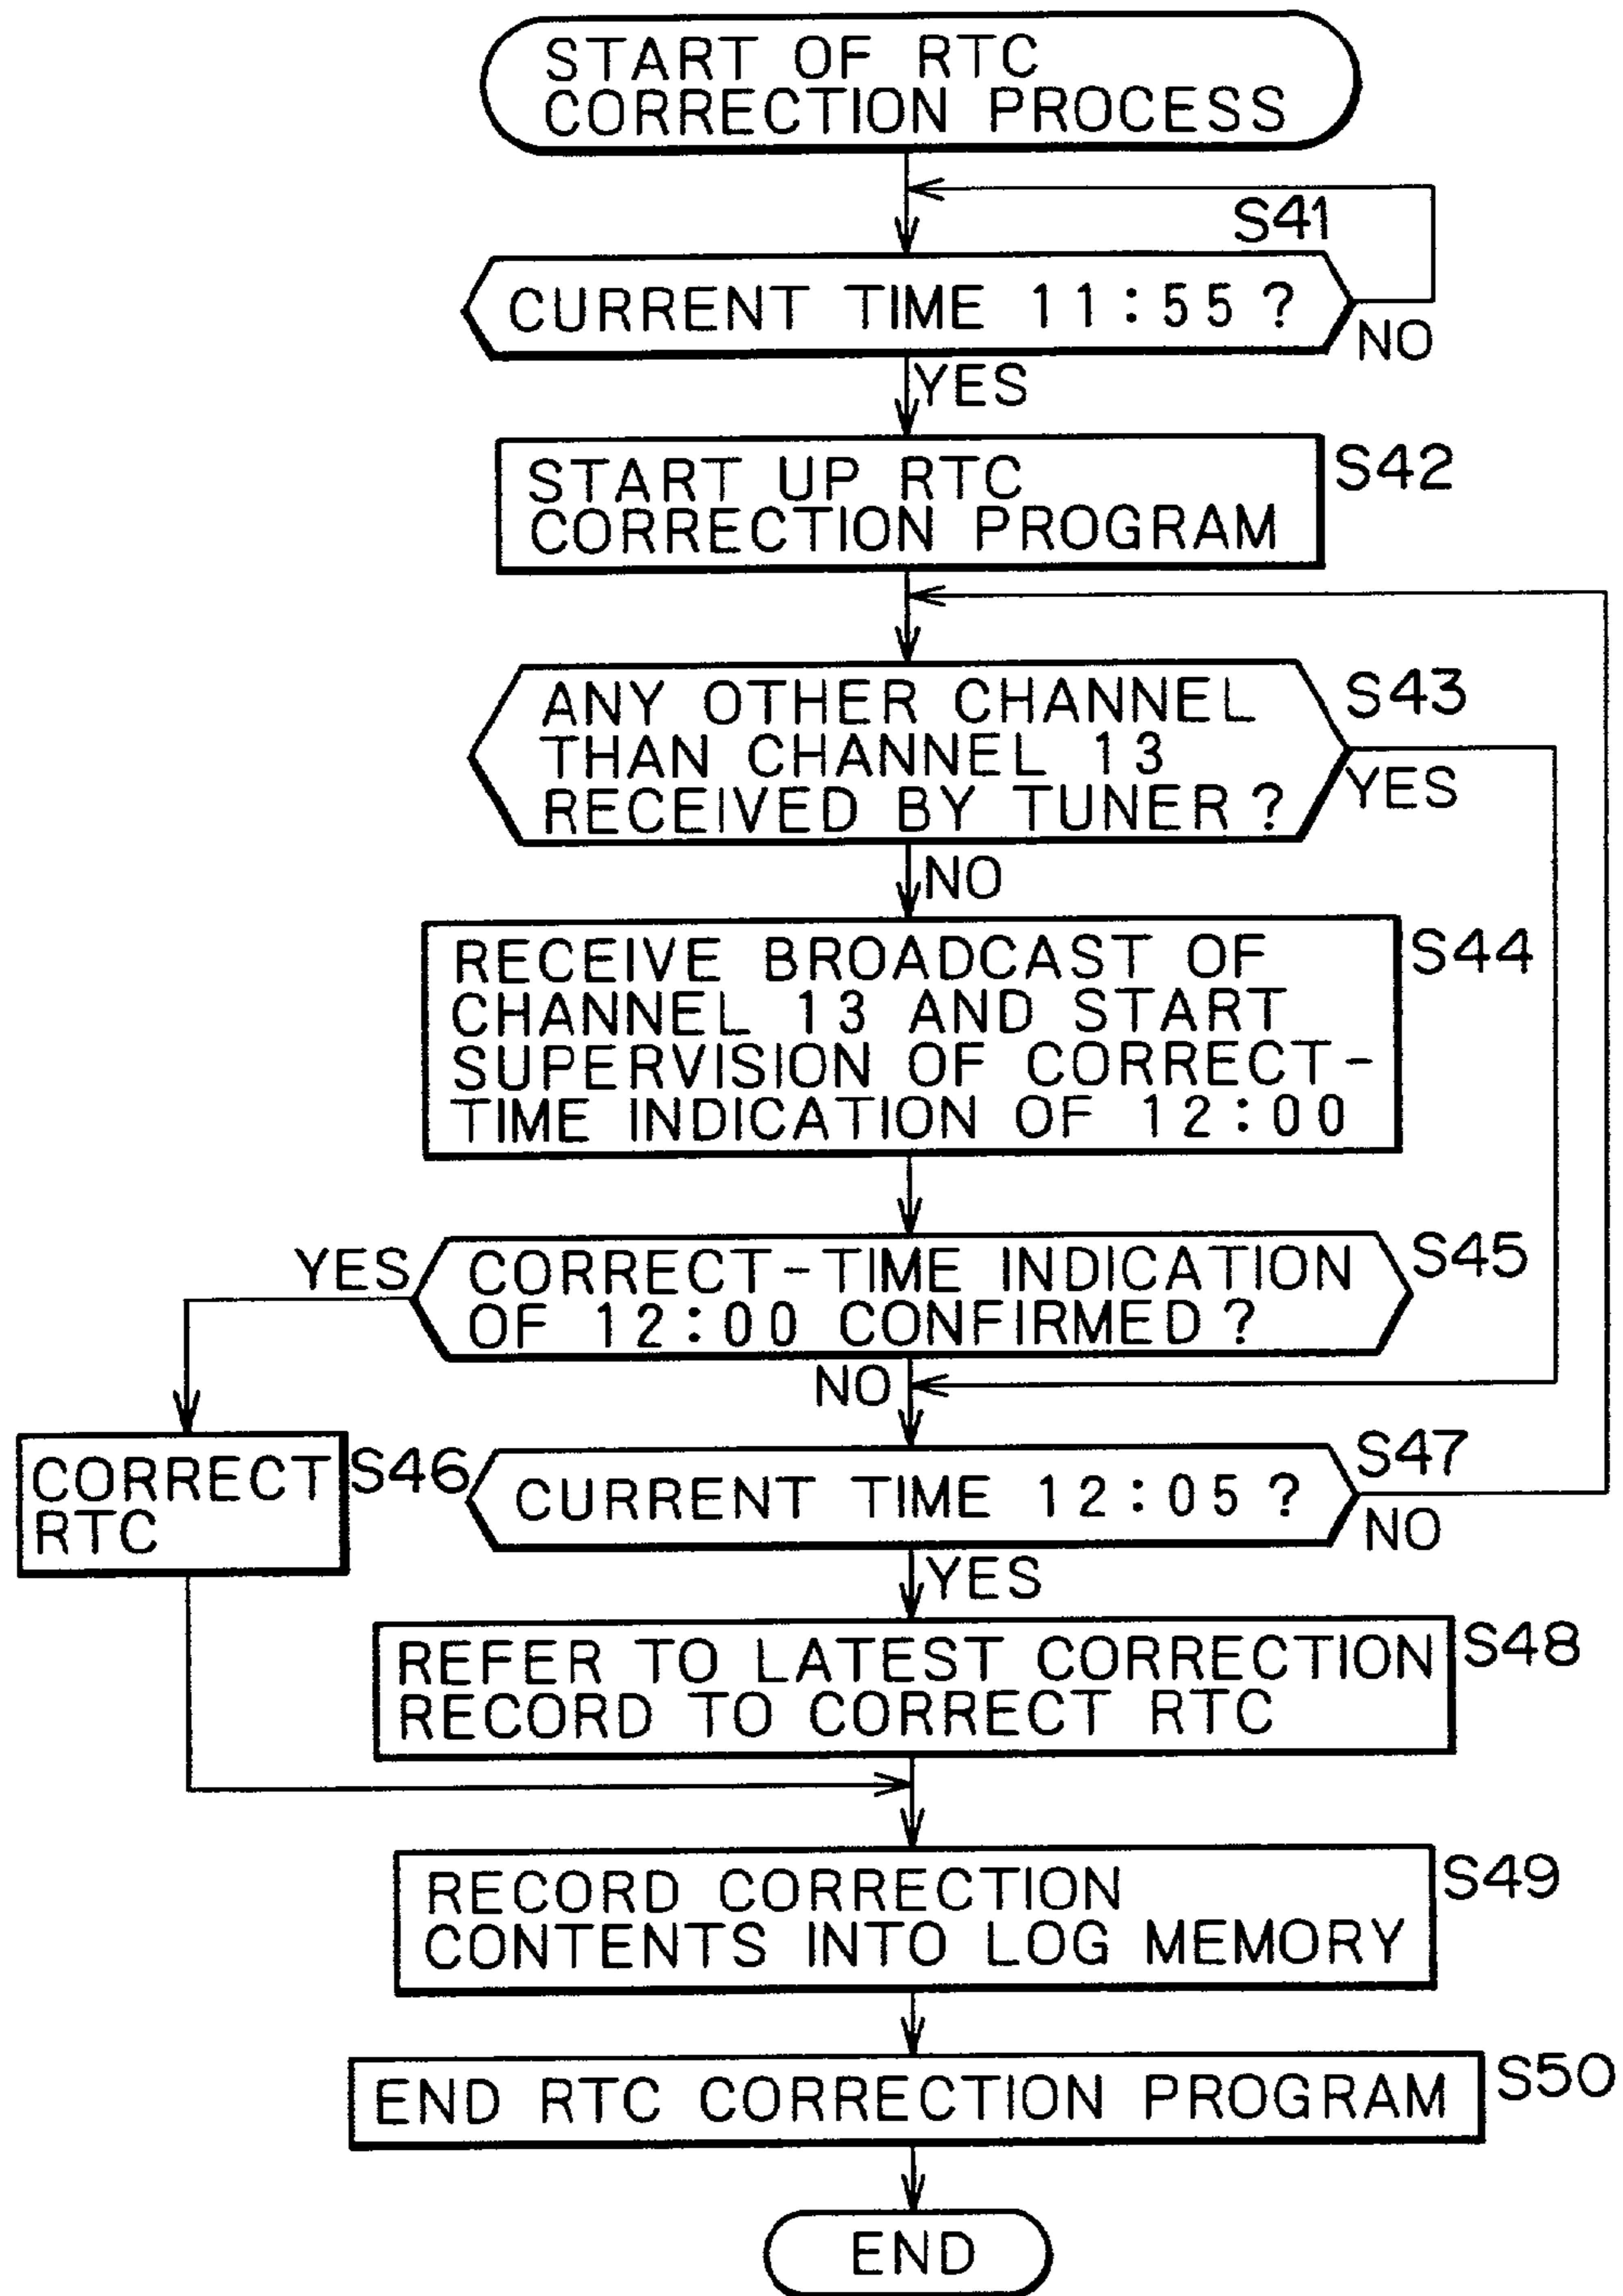 START OF RTC
CORRECTION PROCESS
S41
CURRENT TIME 11:55?
NO
YES
START UP RTC
CORRECTION PROGRAM
S42
ANY OTHER CHANNEL
THAN CHANNEL 13
RECEIVED BY TUNER?
S43
YES
NO
RECEIVE BROADCAST OF
CHANNEL 13 AND START
SUPERVISION OF CORRECT-
TIME INDICATION OF 12:00
S44
YES
CORRECT-TIME INDICATION
OF 12:00 CONFIRMED?
S45
NO
CORRECT
RTC
S46
CURRENT TIME 12:05?
S47
NO
YES
REFER TO LATEST CORRECTION
RECORD TO CORRECT RTC
S48
RECORD CORRECTION
CONTENTS INTO LOG MEMORY
S49
END RTC CORRECTION PROGRAM
S50
END